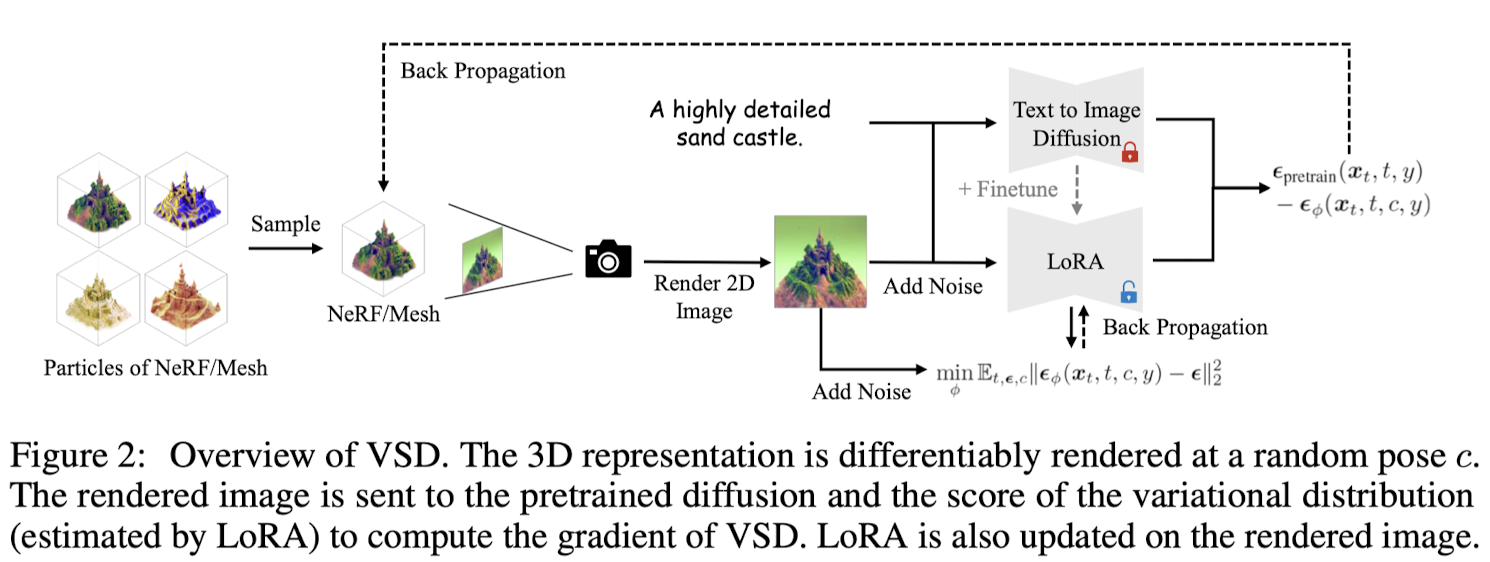 Back Propagation
A highly detailed
sand castle.
Text to Image
Diffusion
+ Finetune
ϵpretrain(𝒙t, t, y)
− ϵϕ(𝒙t, t, c, y)
Sample
NeRF/Mesh
Particles of NeRF/Mesh
Render 2D
Image
Add Noise
LoRA
Back Propagation
Add Noise
min ϕ 𝔼t,ϵ,c‖ϵϕ(𝒙t, t, c, y) − ϵ‖₂²
Figure 2: Overview of VSD. The 3D representation is differentiably rendered at a random pose c.
The rendered image is sent to the pretrained diffusion and the score of the variational distribution
(estimated by LoRA) to compute the gradient of VSD. LoRA is also updated on the rendered image.